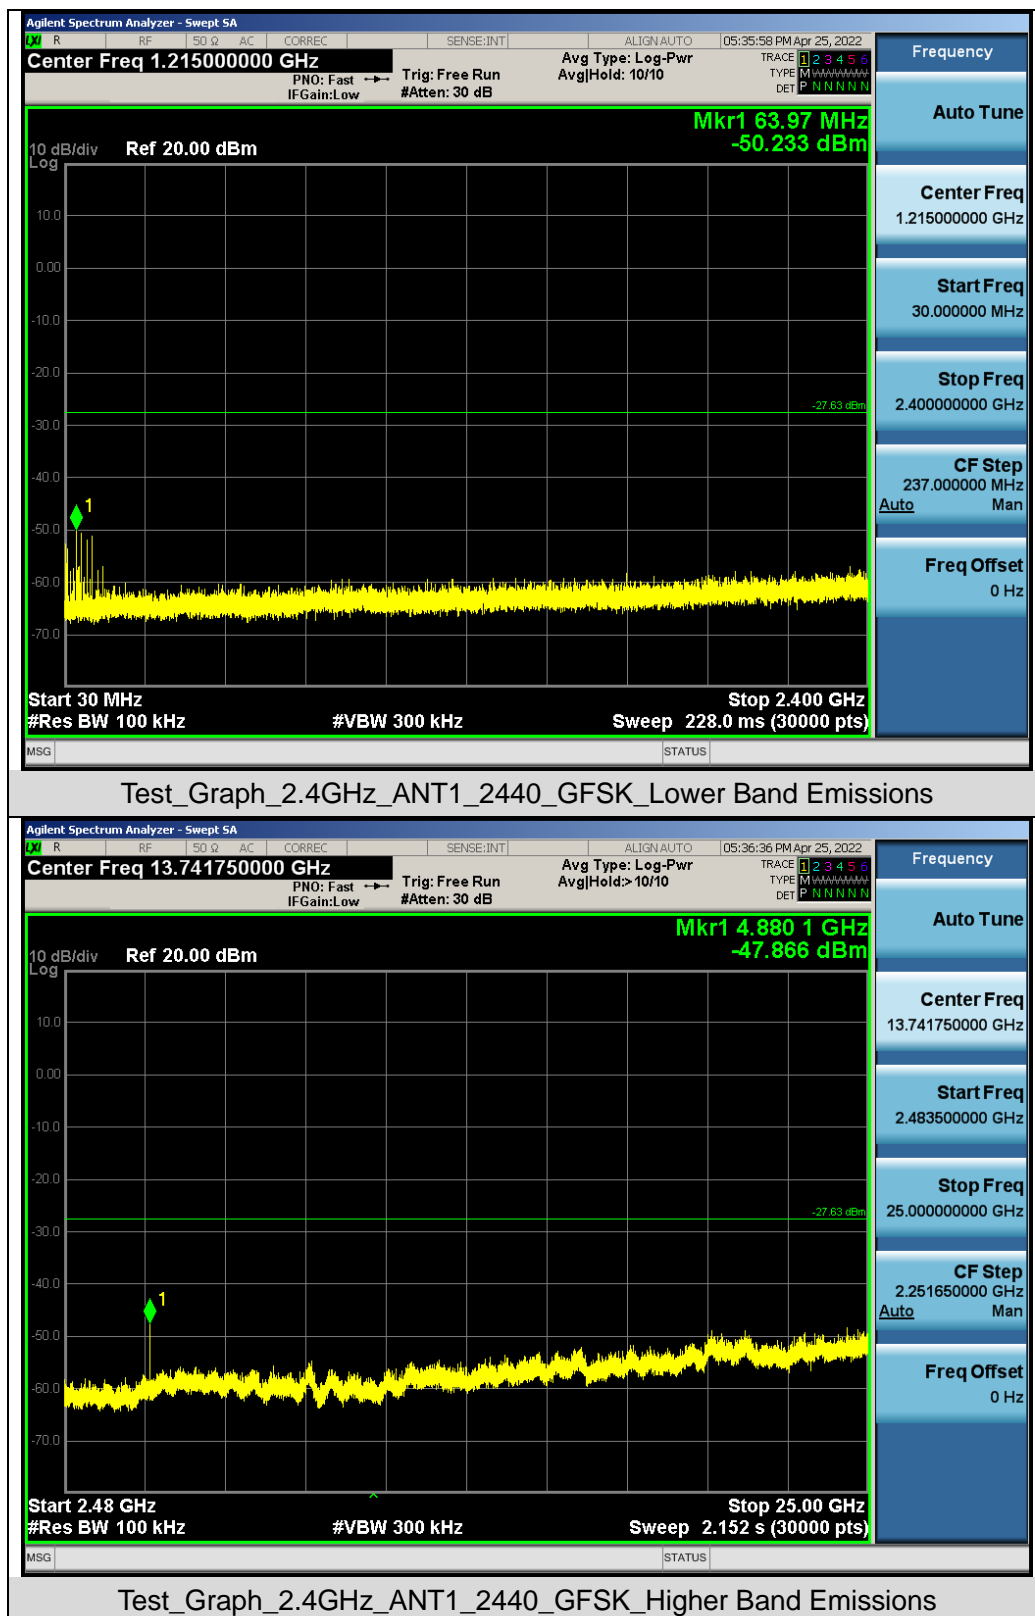 Agilent Spectrum Analyzer - Swept SA
LXI R RF 50 Ω AC CORREC SENSE:INT ALIGN AUTO 05:35:58 PM Apr 25, 2022
Center Freq 1.215000000 GHz
PNO: Fast
IFGain:Low
Trig: Free Run
#Atten: 30 dB
Avg Type: Log-Pwr
Avg|Hold: 10/10
TRACE 1 2 3 4 5 6
TYPE M WWWWW
DET P N N N N N
Frequency
Mkr1 63.97 MHz
-50.233 dBm
10 dB/div Ref 20.00 dBm
Log
10.0
0.00
-10.0
-20.0
-27.63 dBm
-30.0
-40.0
1
-50.0
-60.0
-70.0
Start 30 MHz
Stop 2.400 GHz
#Res BW 100 kHz
#VBW 300 kHz
Sweep 228.0 ms (30000 pts)
MSG
STATUS
Auto Tune
Center Freq
1.215000000 GHz
Start Freq
30.000000 MHz
Stop Freq
2.400000000 GHz
CF Step
237.000000 MHz
Auto Man
Freq Offset
0 Hz
Test_Graph_2.4GHz_ANT1_2440_GFSK_Lower Band Emissions
Agilent Spectrum Analyzer - Swept SA
LXI R RF 50 Ω AC CORREC SENSE:INT ALIGN AUTO 05:36:36 PM Apr 25, 2022
Center Freq 13.741750000 GHz
PNO: Fast
IFGain:Low
Trig: Free Run
#Atten: 30 dB
Avg Type: Log-Pwr
Avg|Hold:>10/10
TRACE 1 2 3 4 5 6
TYPE M WWWWW
DET P N N N N N
Frequency
Mkr1 4.880 1 GHz
-47.866 dBm
10 dB/div Ref 20.00 dBm
Log
10.0
0.00
-10.0
-20.0
-27.63 dBm
-30.0
-40.0
1
-50.0
-60.0
-70.0
Start 2.48 GHz
Stop 25.00 GHz
#Res BW 100 kHz
#VBW 300 kHz
Sweep 2.152 s (30000 pts)
MSG
STATUS
Auto Tune
Center Freq
13.741750000 GHz
Start Freq
2.483500000 GHz
Stop Freq
25.000000000 GHz
CF Step
2.251650000 GHz
Auto Man
Freq Offset
0 Hz
Test_Graph_2.4GHz_ANT1_2440_GFSK_Higher Band Emissions